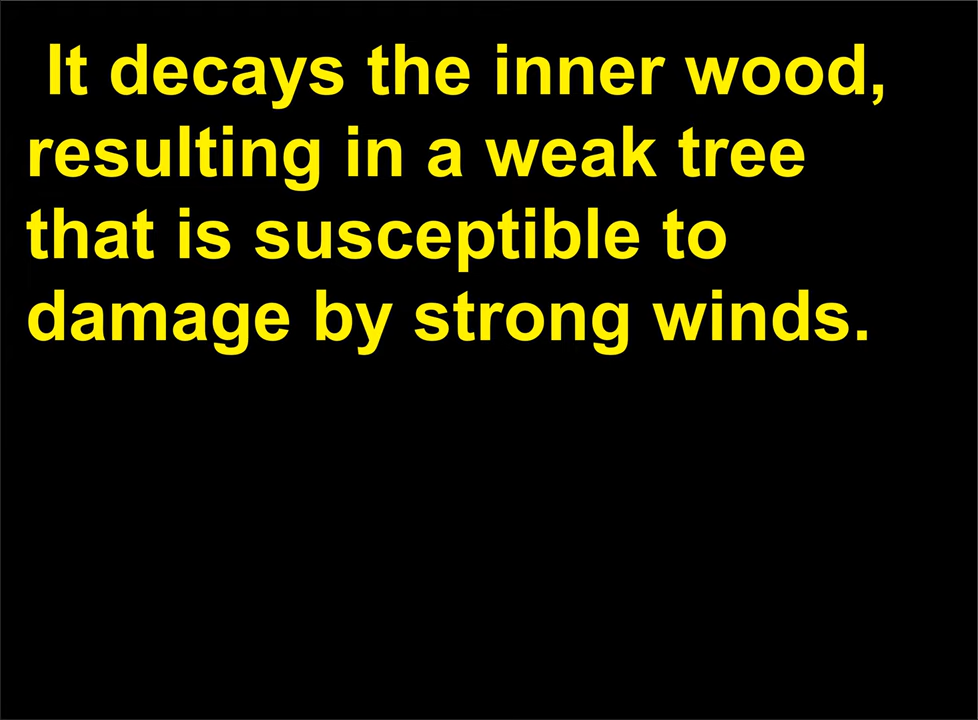 It decays the inner wood,
resulting in a weak tree
that is susceptible to
damage by strong winds.